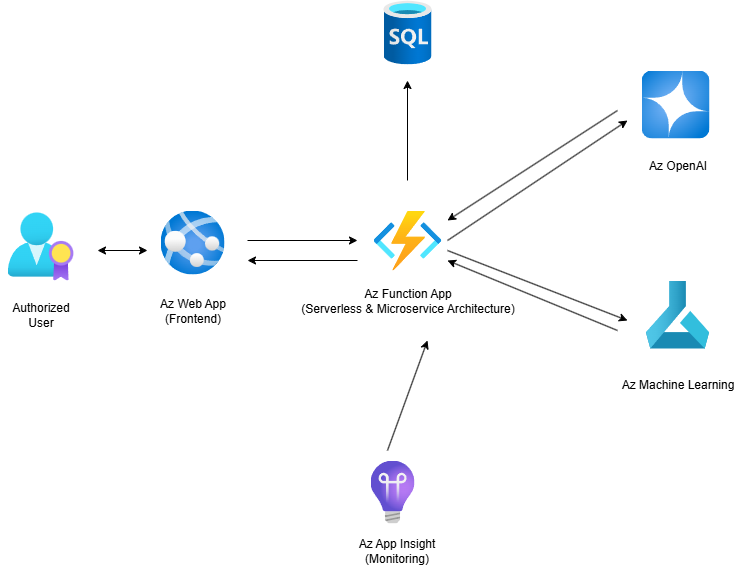 SQL
Az OpenAI
Authorized
User
Az Web App
(Frontend)
Az Function App
(Serverless & Microservice Architecture)
Az Machine Learning
Az App Insight
(Monitoring)